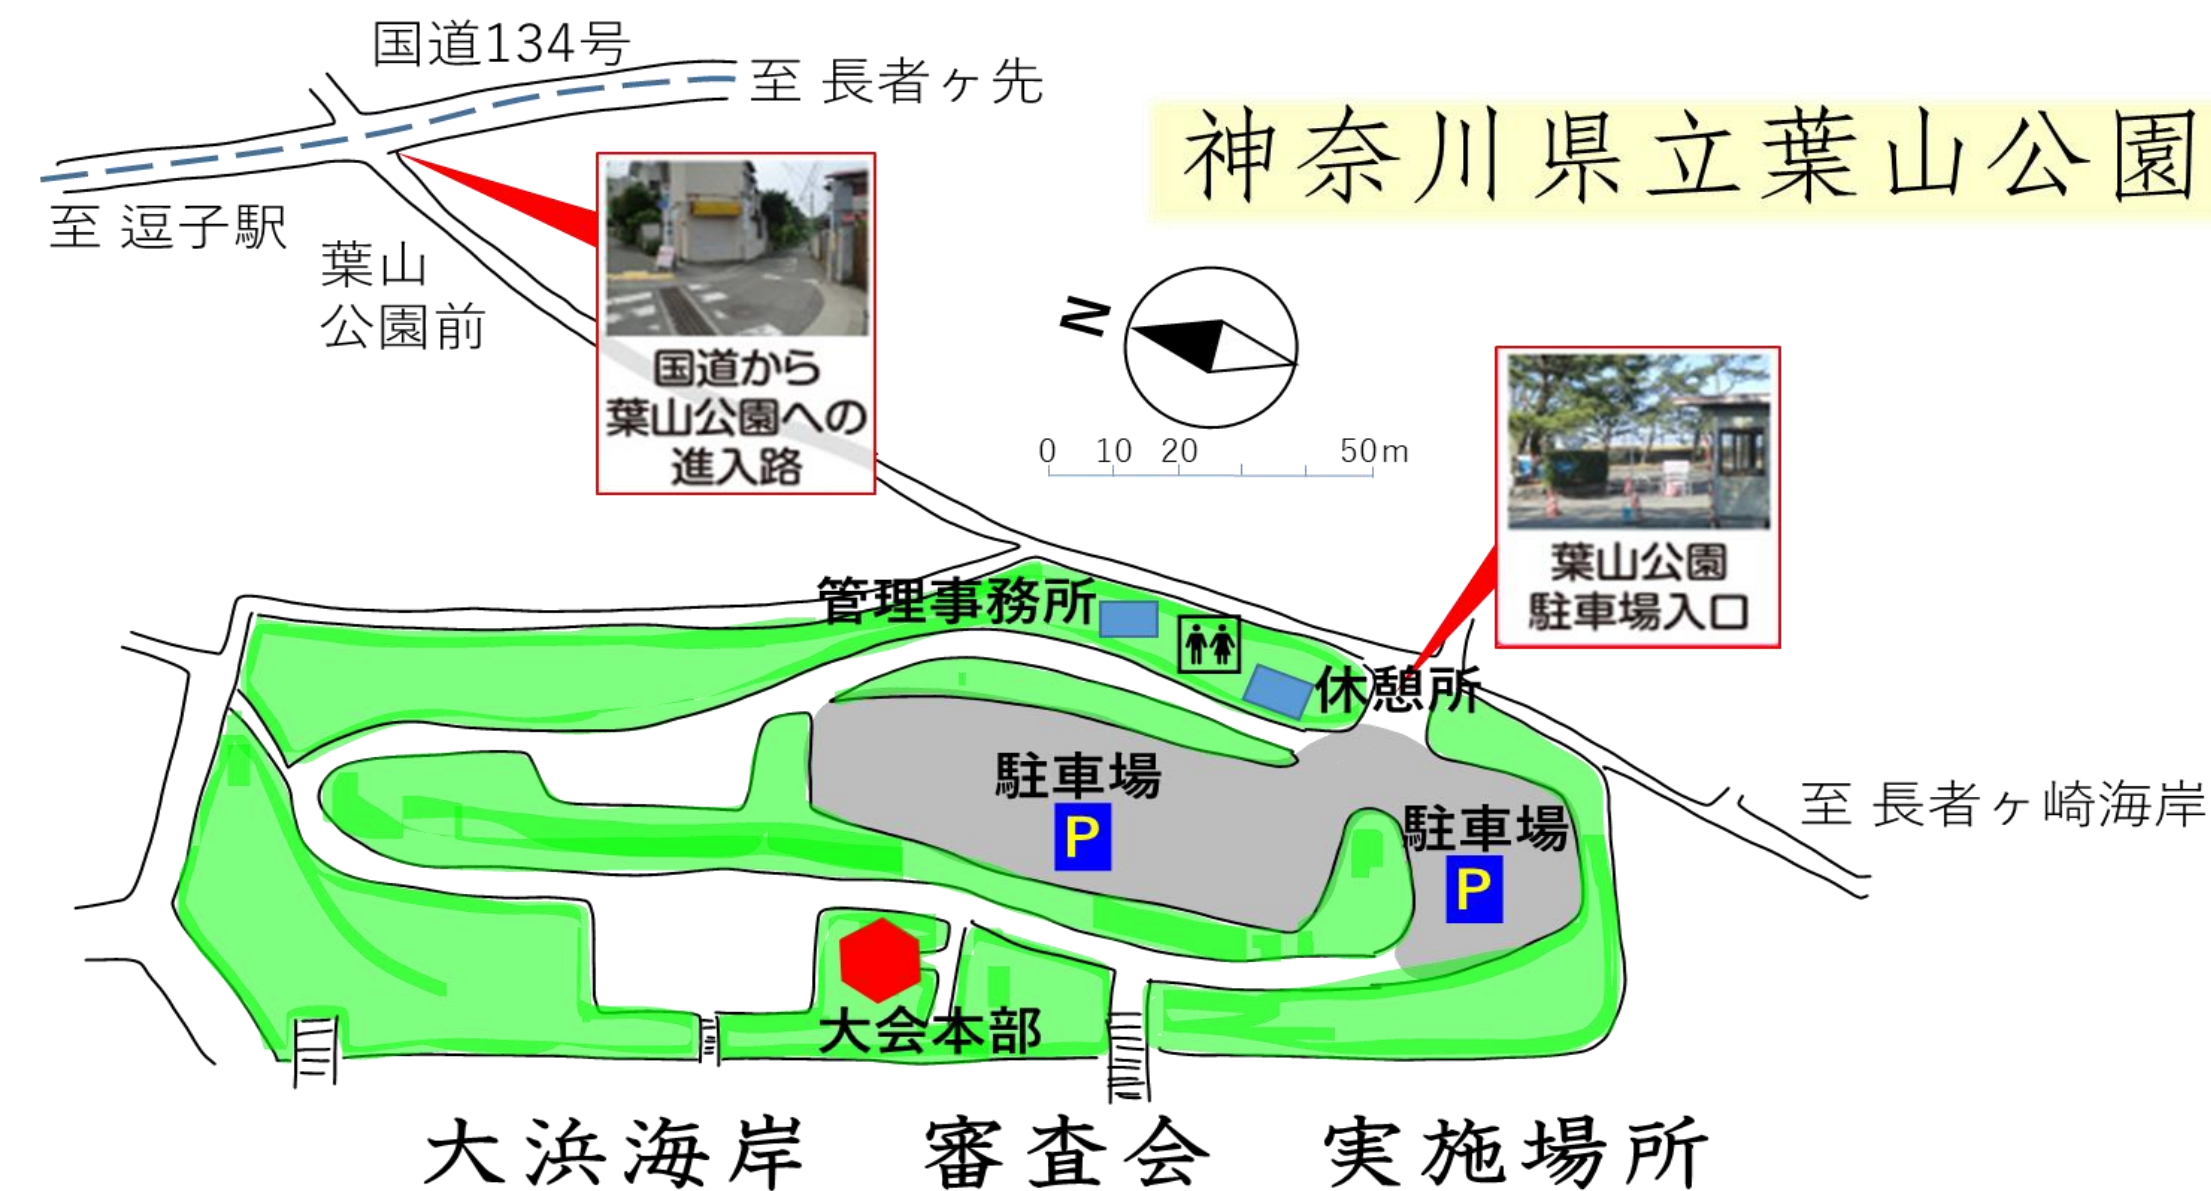 国道134号
至 長者ヶ先
神奈川県立葉山公園
至 逗子駅
葉山
公園前
N
国道から
葉山公園への
進入路
0 10 20 50m
葉山公園
駐車場入口
管理事務所
休憩所
駐車場
P
駐車場
P
至 長者ヶ崎海岸
大会本部
大浜海岸 審査会 実施場所